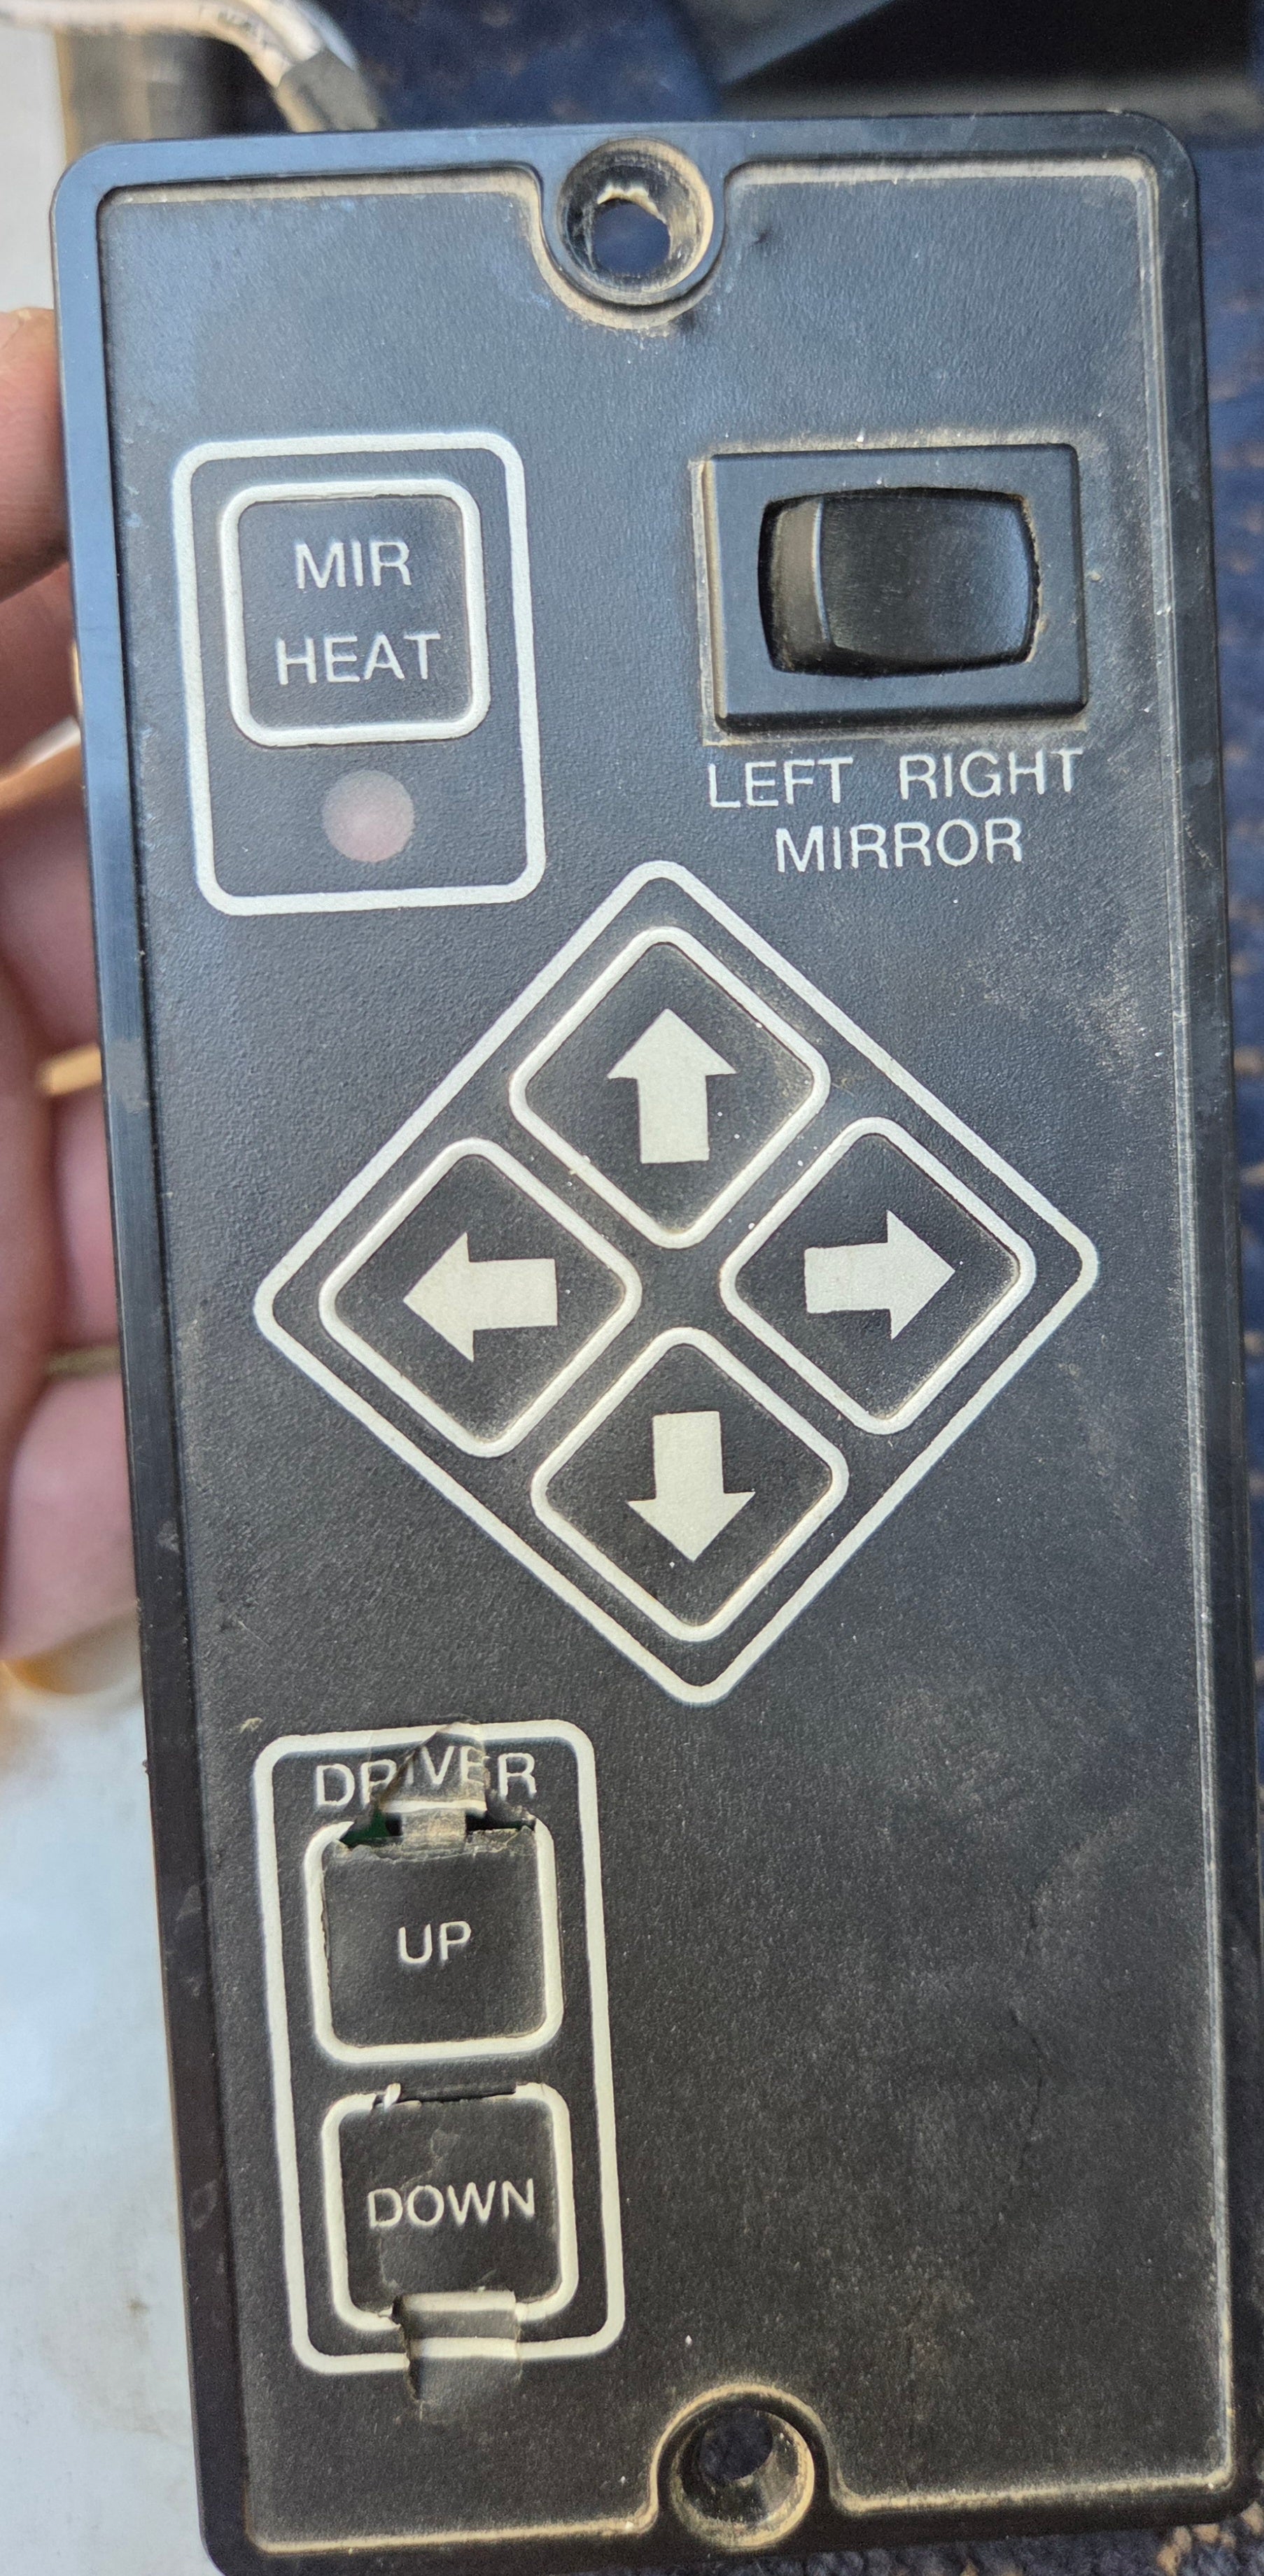 MIR
HEAT
LEFT RIGHT
MIRROR
DRIVER
UP
DOWN